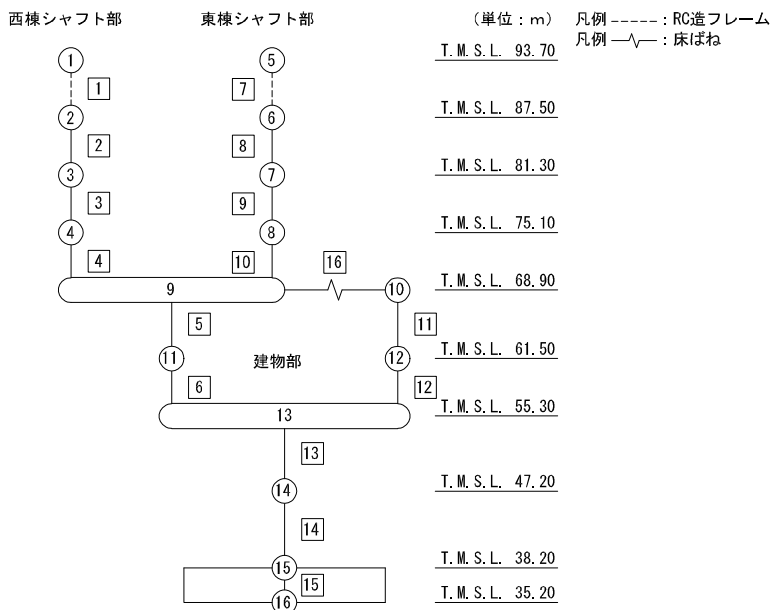 西棟シャフト部 東棟シャフト部 (単位：m) 凡例 ----- : RC造フレーム
凡例 : 床ばね
1 5 T.M.S.L. 93.70
1 7
2 6 T.M.S.L. 87.50
2 8
3 7 T.M.S.L. 81.30
3 9
4 8 T.M.S.L. 75.10
4 10 16
9 10 T.M.S.L. 68.90
5 11
11 建物部 12 T.M.S.L. 61.50
6 12
13 T.M.S.L. 55.30
13
14 T.M.S.L. 47.20
14
15 T.M.S.L. 38.20
15
16 T.M.S.L. 35.20